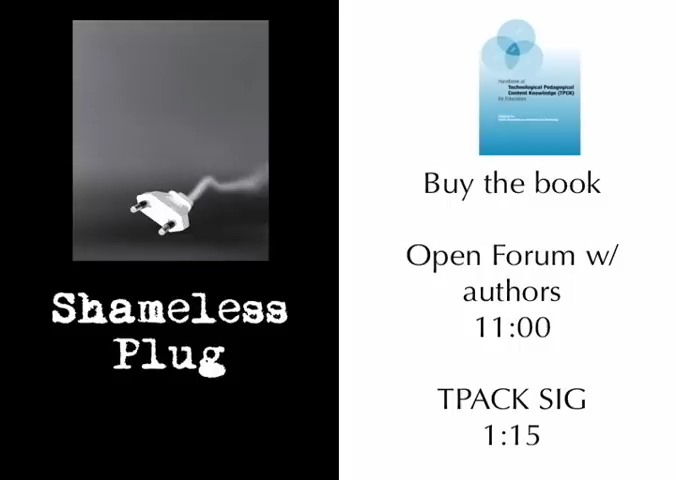 Shameless
Plug
Handbook of
Technological Pedagogical
Content Knowledge (TPCK)
for Educators
Buy the book
Open Forum w/
authors
11:00
TPACK SIG
1:15